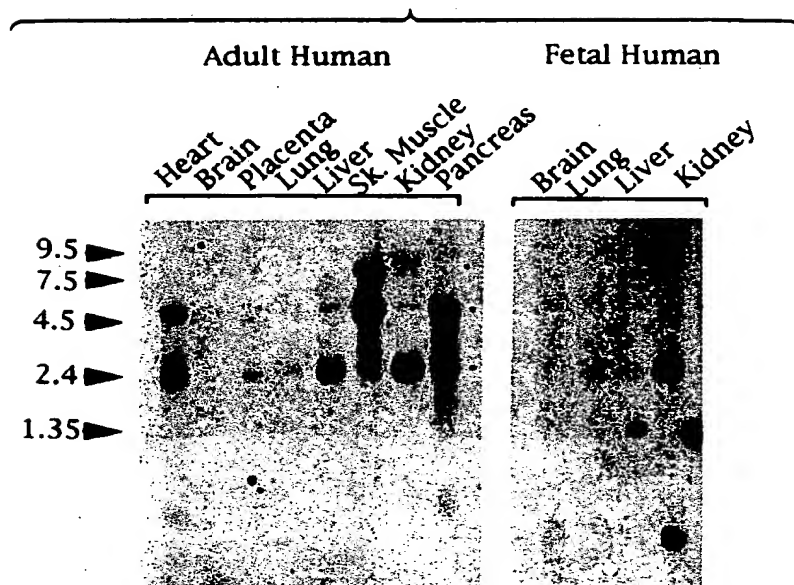 Adult Human Fetal Human
Heart Brain Placenta Lung Liver Sk. Muscle Kidney Pancreas Brain Lung Liver Kidney
9.5
7.5
4.5
2.4
1.35